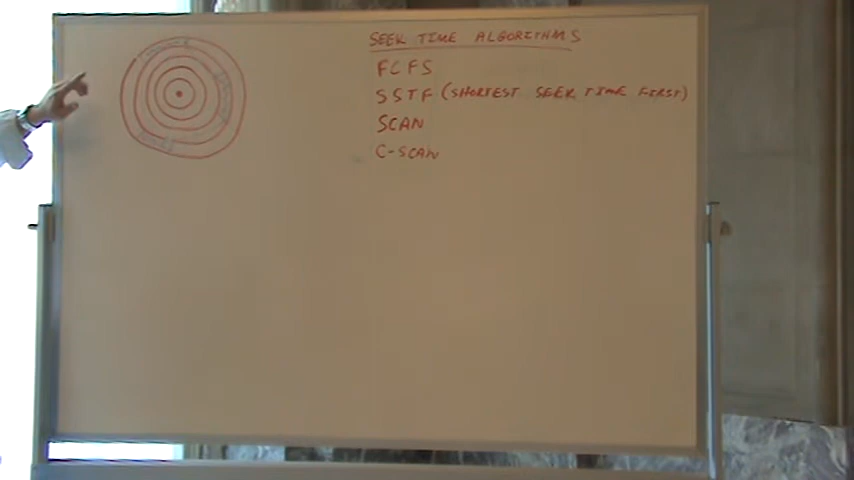 SEEK TIME ALGORITHMS
FCFS
SSTF (SHORTEST SEEK TIME FIRST)
SCAN
C-SCAN